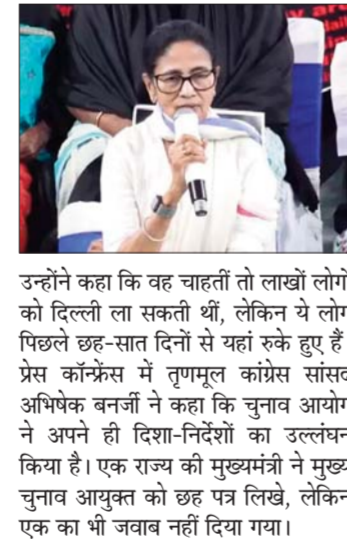 उन्होंने कहा कि वह चाहतीं तो लाखों लोगों
को दिल्ली ला सकती थीं, लेकिन ये लोग
पिछले छह-सात दिनों से यहां रुके हुए हैं
प्रेस कॉन्फ्रेंस में तृणमूल कांग्रेस सांसद
अभिषेक बनर्जी ने कहा कि चुनाव आयोग
ने अपने ही दिशा-निर्देशों का उल्लंघन
किया है। एक राज्य की मुख्यमंत्री ने मुख्य
चुनाव आयुक्त को छह पत्र लिखे, लेकिन
एक का भी जवाब नहीं दिया गया।